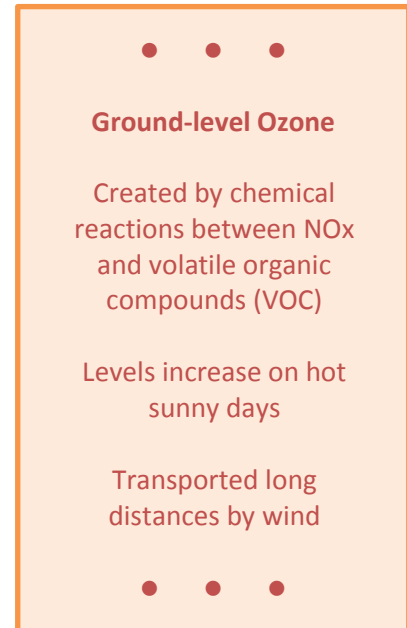 Ground-level Ozone
Created by chemical
reactions between NOx
and volatile organic
compounds (VOC)
Levels increase on hot
sunny days
Transported long
distances by wind